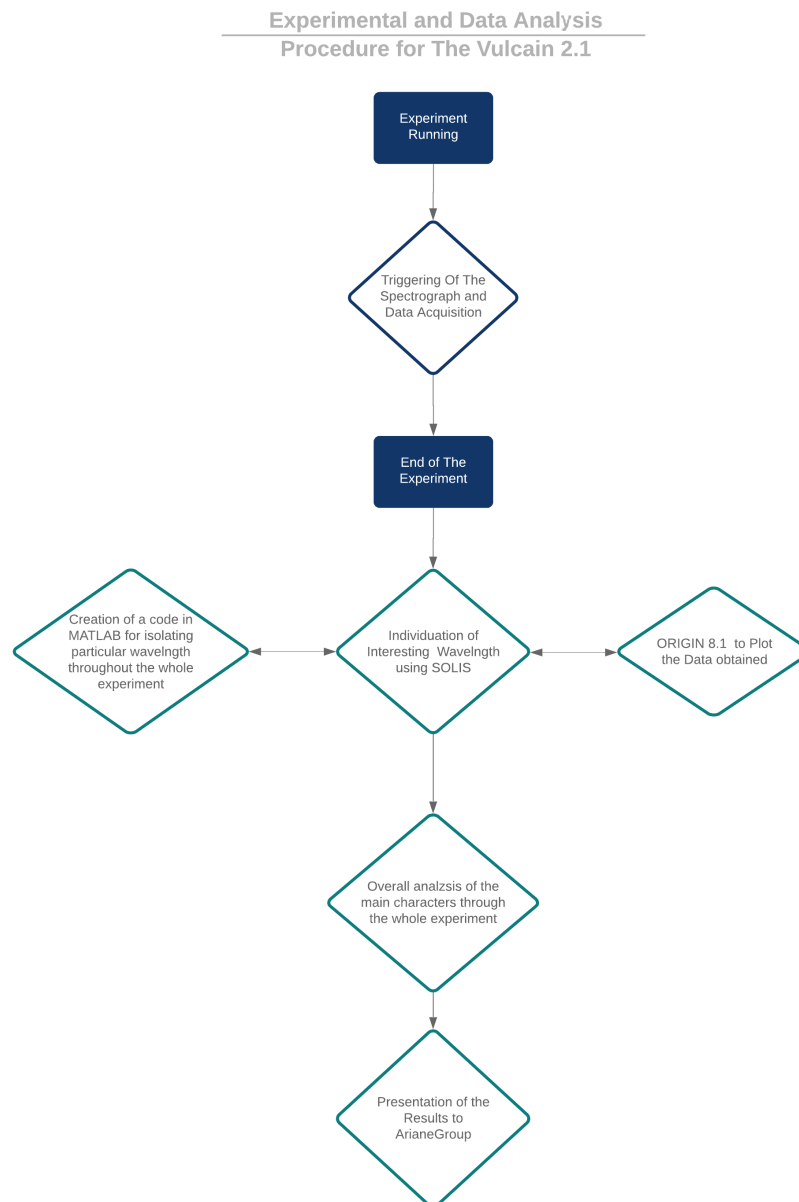 Experimental and Data Analysis
Procedure for The Vulcain 2.1
Experiment
Running
Triggering Of The
Spectrograph and
Data Acquisition
End of The
Experiment
Creation of a code in
MATLAB for isolating
particular wavelngth
throughout the whole
experiment
Individuation of
Interesting Wavelngth
using SOLIS
ORIGIN 8.1 to Plot
the Data obtained
Overall analzsis of the
main characters through
the whole experiment
Presentation of the
Results to
ArianeGroup